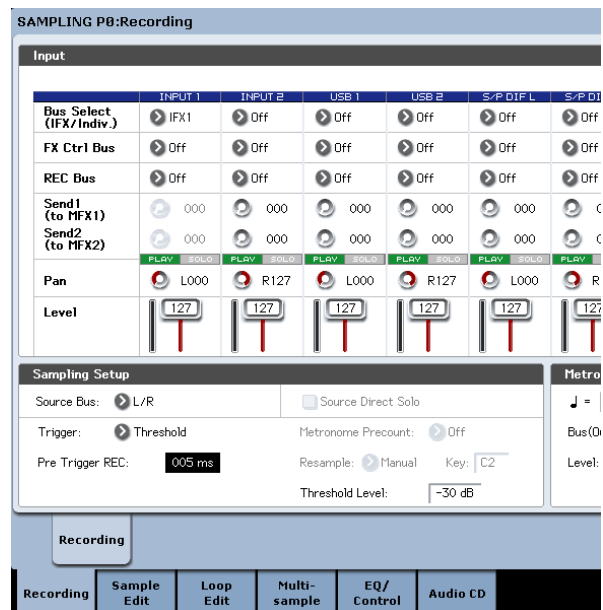 SAMPLING P0:Recording
Input
INPUT 1 INPUT 2 USB 1 USB 2 S/P DIF L S/P DI
Bus Select (IFX/Indiv.) IFX1 Off Off Off Off Off
FX Ctrl Bus Off Off Off Off Off Off
REC Bus Off Off Off Off Off Off
Send1 (to MFX1) 000 000 000 000 000
Send2 (to MFX2) 000 000 000 000 000
PLAY SOLO PLAY SOLO PLAY SOLO PLAY SOLO PLAY SOLO PLAY
Pan L000 R127 L000 R127 L000 R
Level 127 127 127 127 127 127
Sampling Setup Metro
Source Bus: L/R Source Direct Solo ♩ =
Trigger: Threshold Metronome Precount: Off Bus(Ou
Pre Trigger REC: 005 ms Resample: Manual Key: C2 Level:
Threshold Level: -30 dB
Recording
Recording Sample Edit Loop Edit Multi-sample EQ/Control Audio CD